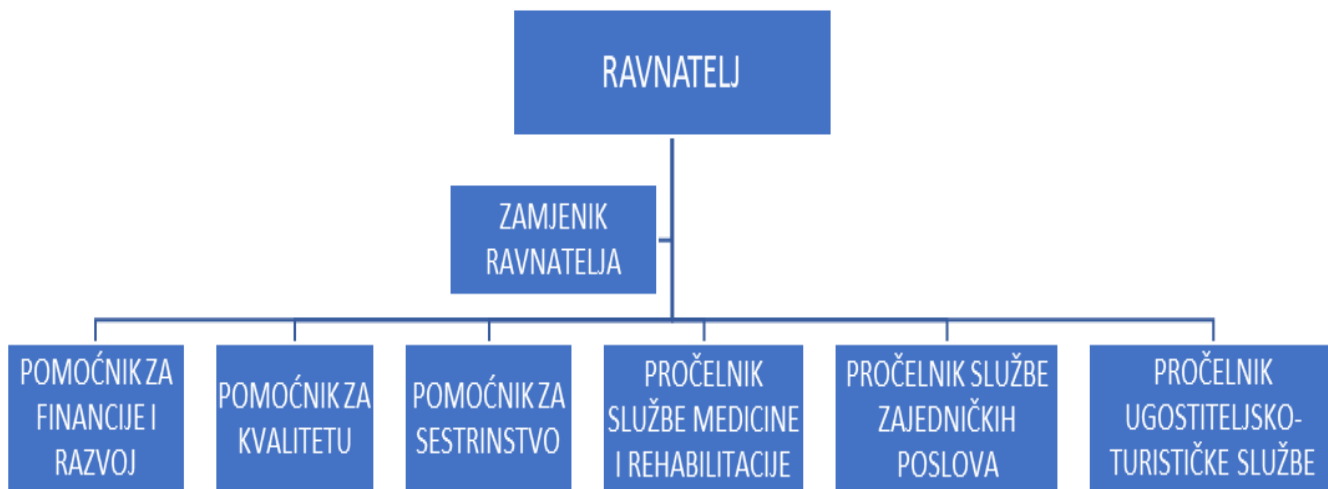 RAVNATELJ
ZAMJENIK
RAVNATELJA
POMOĆNIK ZA
FINANCIJE I
RAZVOJ
POMOĆNIK ZA
KVALITETU
POMOĆNIK ZA
SESTRINSTVO
PROČELNIK
SLUŽBE MEDICINE
I REHABILITACIJE
PROČELNIK SLUŽBE
ZAJEDNIČKIH
POSLOVA
PROČELNIK
UGOSTITELJSKO-
TURISTIČKE SLUŽBE